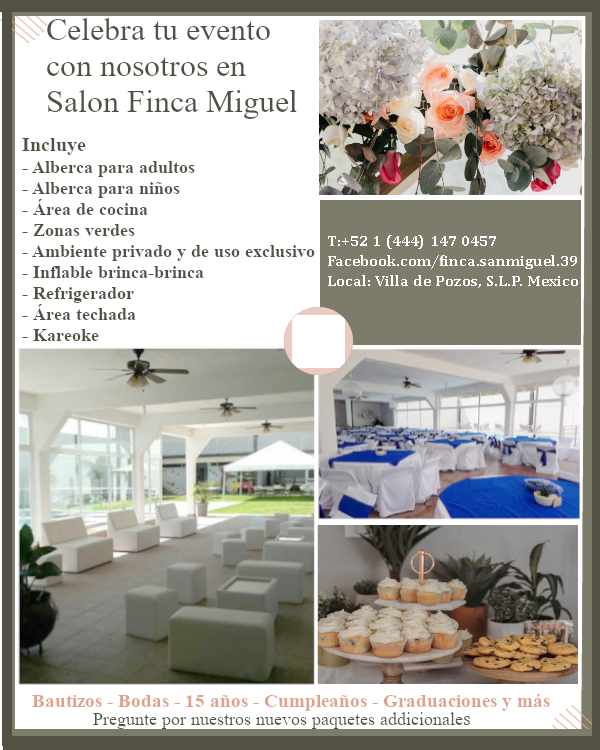 Celebra tu evento
con nosotros en
Salon Finca Miguel
Incluye
- Alberca para adultos
- Alberca para niños
- Área de cocina
- Zonas verdes
- Ambiente privado y de uso exclusivo
- Inflable brinca-brinca
- Refrigerador
- Área techada
- Kareoke
T:+52 1 (444) 147 0457
Facebook.com/finca.sanmiguel.39
Local: Villa de Pozos, S.L.P. Mexico
Bautizos - Bodas - 15 años - Cumpleaños - Graduaciones y más
Pregunte por nuestros nuevos paquetes addicionales